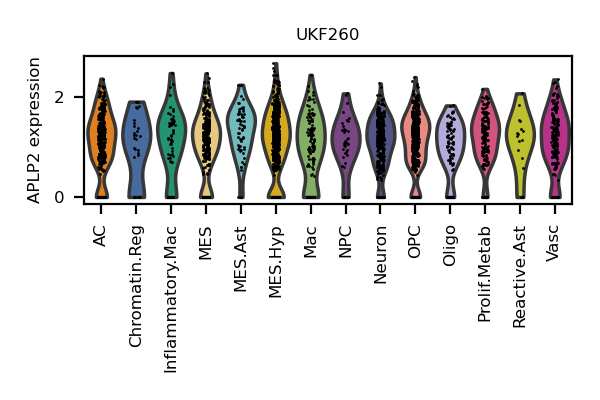 UKF260
APLP2 expression
2
0
AC
Chromatin.Reg
Inflammatory.Mac
MES
MES.Ast
MES.Hyp
Mac
NPC
Neuron
OPC
Oligo
Prolif.Metab
Reactive.Ast
Vasc